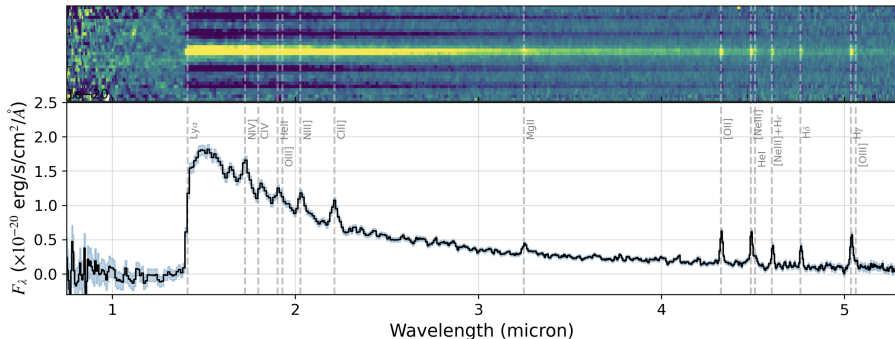 2.5
2.0
1.5
1.0
0.5
0.0
F_λ (×10⁻²⁰ erg/s/cm²/Å)
Lyα
NIV]
CIV
HeII
OIII]
NIII]
CIII]
MgII
[OII]
[NeIII]
HeI
[NeIII]+Hε
Hδ
Hγ
[OIII]
1 2 3 4 5
Wavelength (micron)